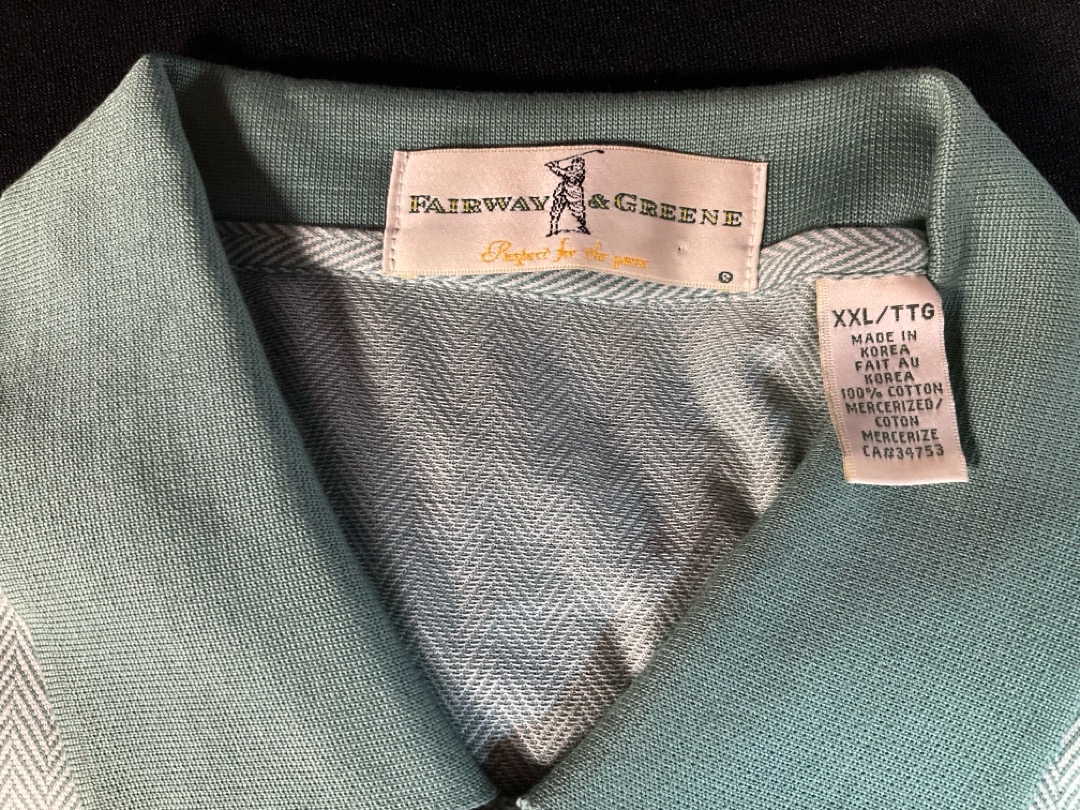 FAIRWAY & GREENE
Respect for the game
®
XXL/TTG
MADE IN
KOREA
FAIT AU
KOREA
100% COTTON
MERCERIZED/
COTON
MERCERIZE
CA#34753